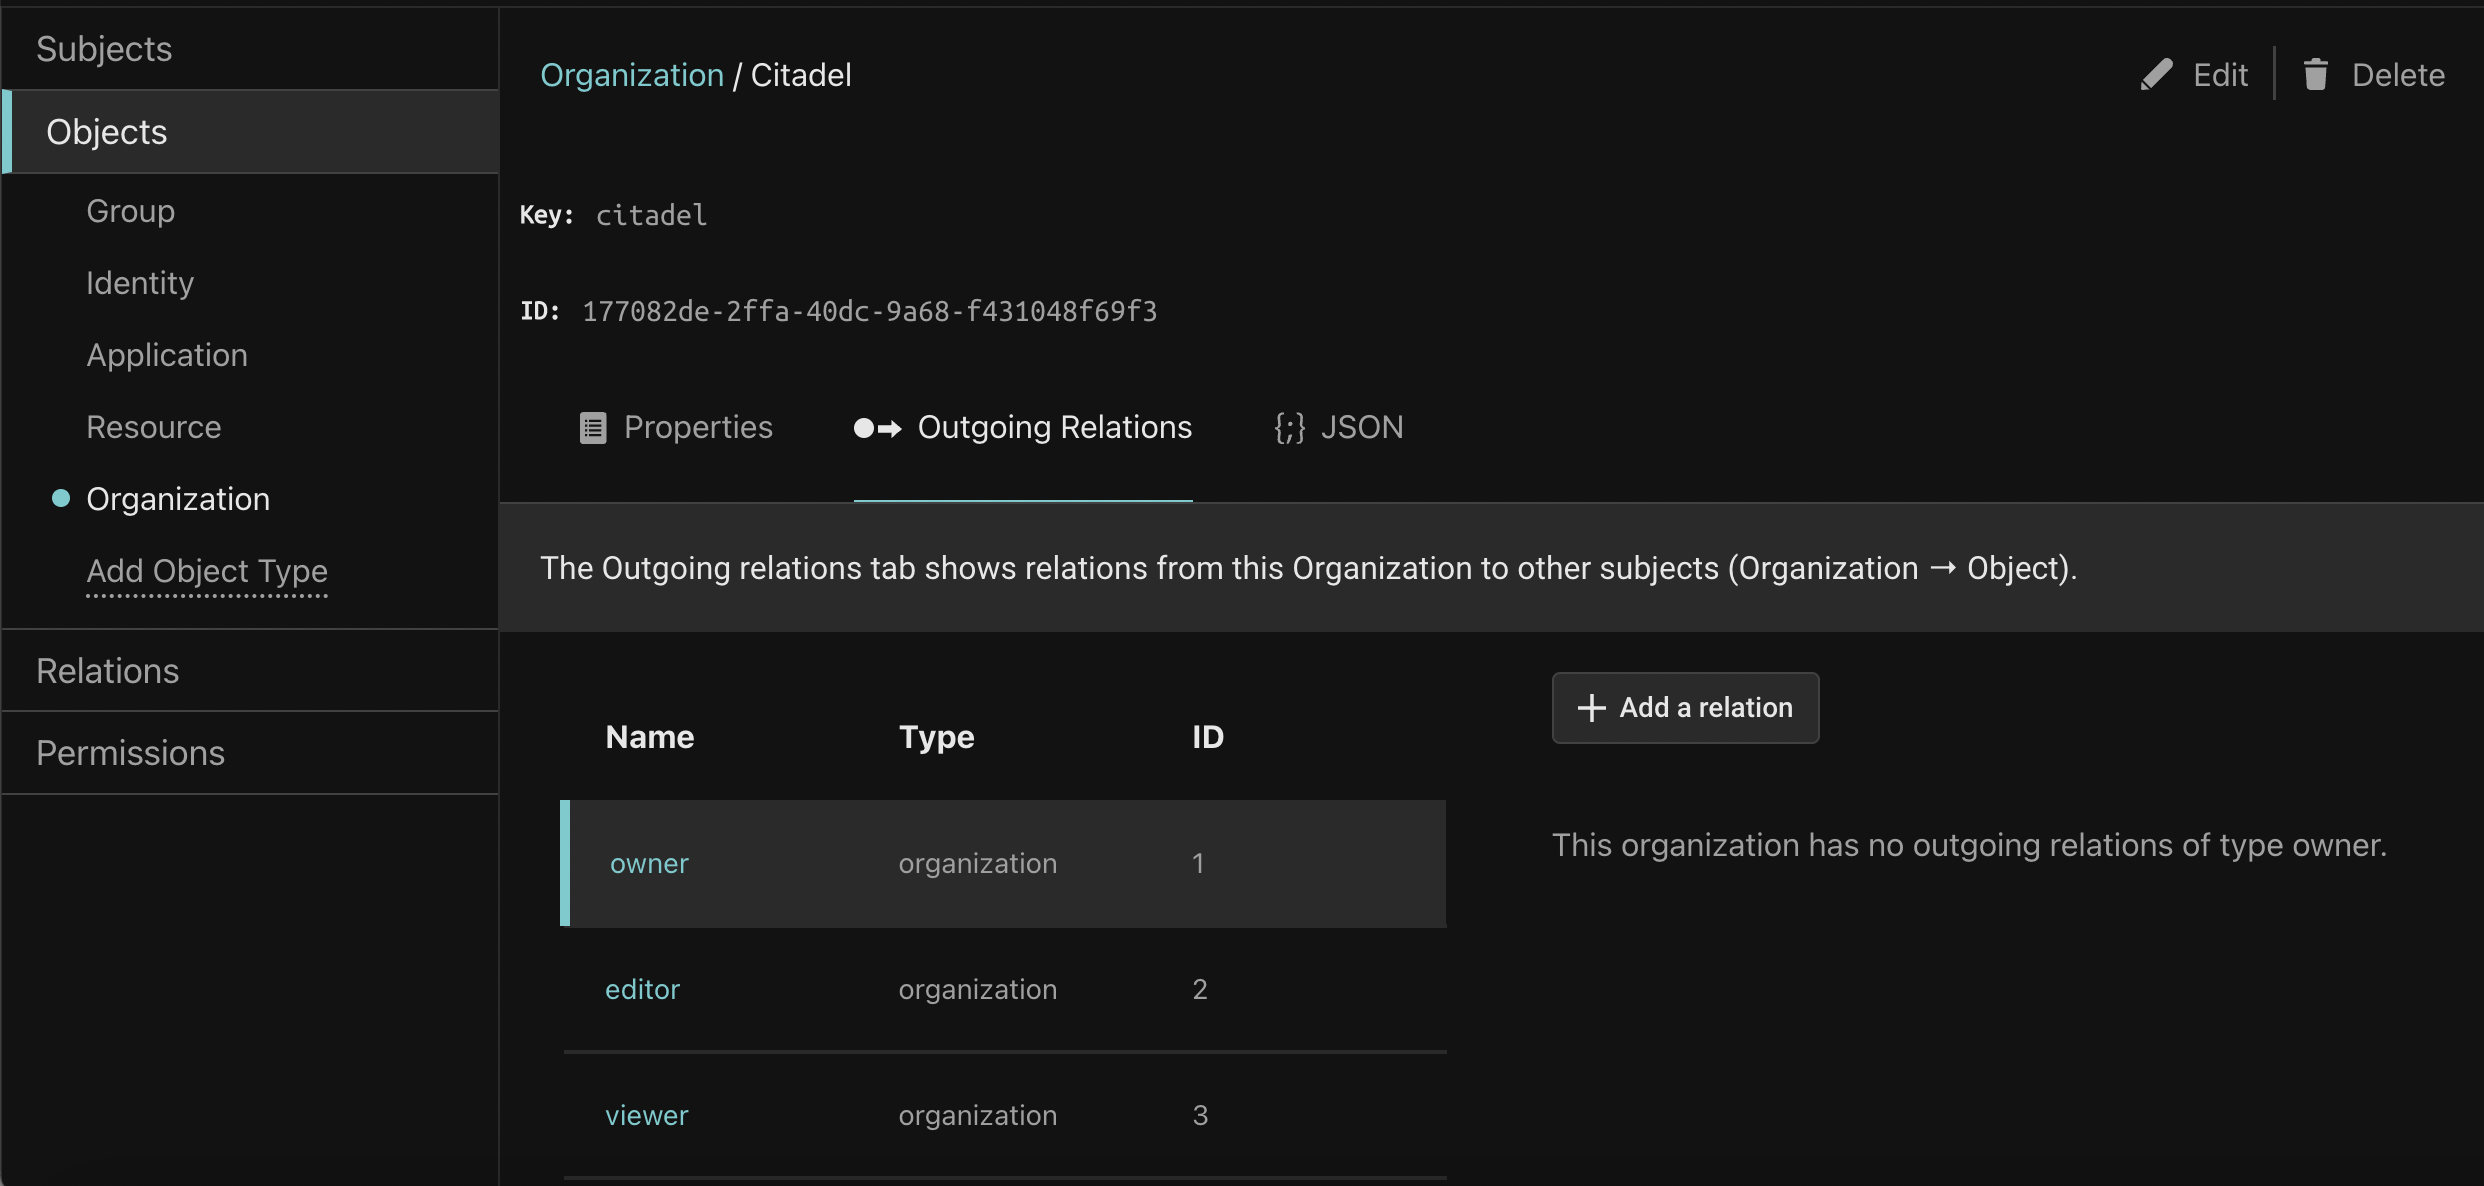 Subjects
Objects
Group
Identity
Application
Resource
Organization
Add Object Type
Relations
Permissions
Organization / Citadel
Edit
Delete
Key: citadel
ID: 177082de-2ffa-40dc-9a68-f431048f69f3
Properties
Outgoing Relations
{;} JSON
The Outgoing relations tab shows relations from this Organization to other subjects (Organization → Object).
Name Type ID
owner organization 1
editor organization 2
viewer organization 3
+ Add a relation
This organization has no outgoing relations of type owner.